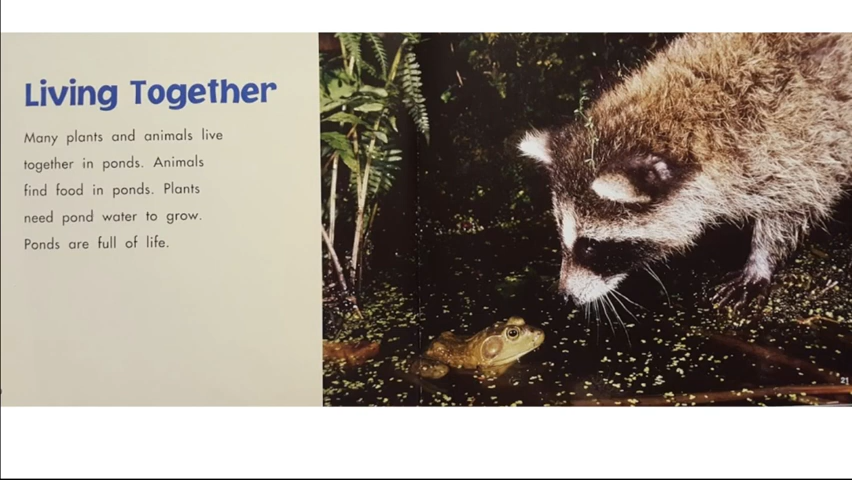 Living Together
Many plants and animals live
together in ponds. Animals
find food in ponds. Plants
need pond water to grow.
Ponds are full of life.
21